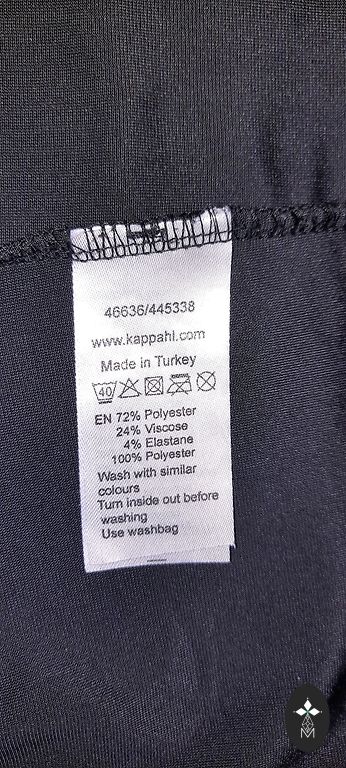 46636/445338
www.kappahl.com
Made in Turkey
40
EN 72% Polyester
24% Viscose
4% Elastane
100% Polyester
Wash with similar
colours
Turn inside out before
washing
Use washbag
M